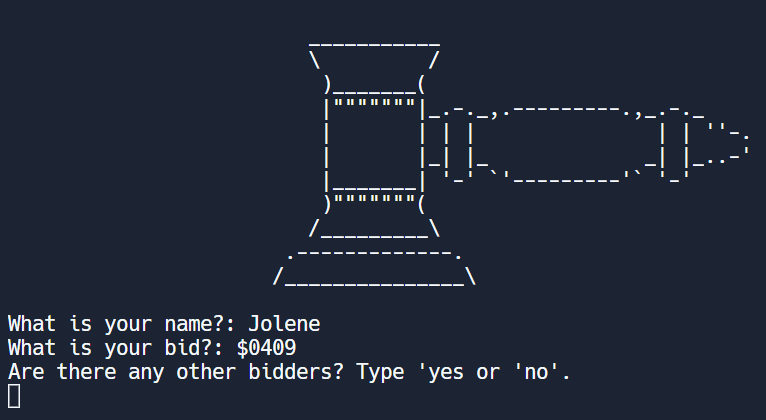 What is your name?: Jolene
What is your bid?: $0409
Are there any other bidders? Type 'yes or 'no'.